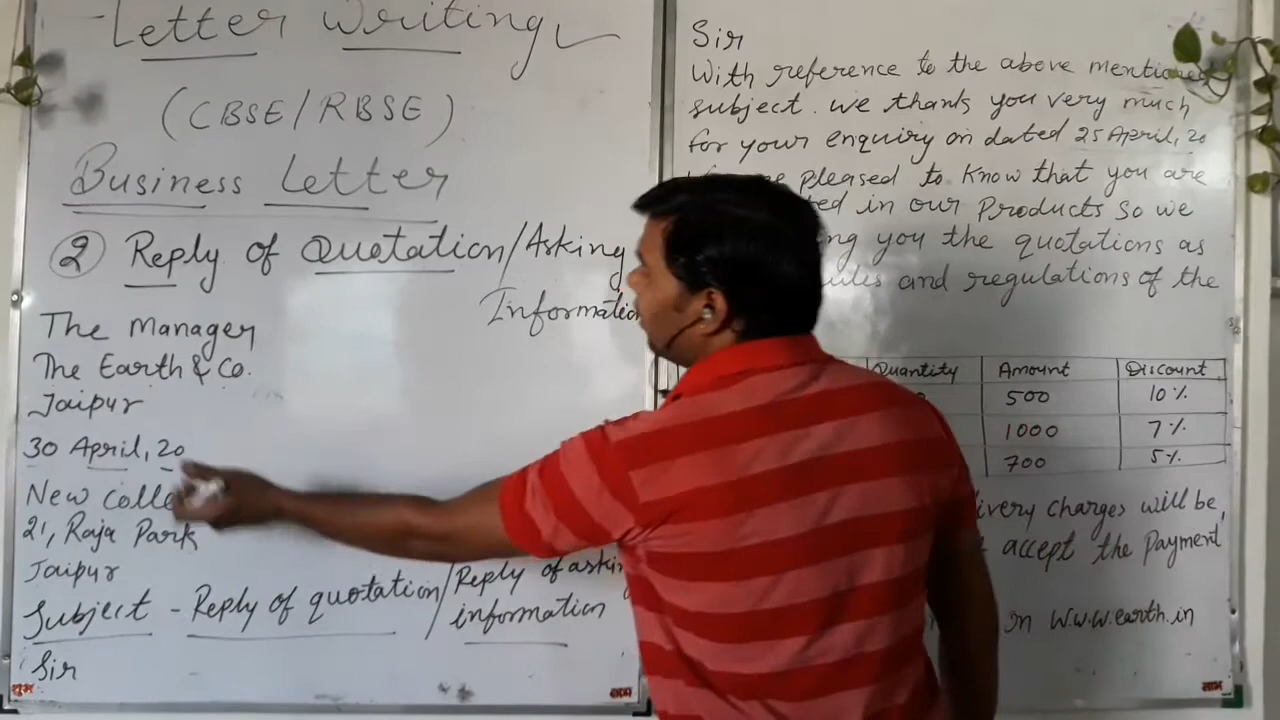 Letter Writing
(CBSE/RBSE)
Business Letter
2 Reply of Quotation/Asking
Information
The Manager
The Earth & Co.
Jaipur
30 April, 20
New
21, Raja Park
Jaipur
Subject - Reply of quotation/Reply of
information
Sir
शुभ
लाभ
Sir
With reference to the above mentioned
subject. we thank you very much
for your enquiry on dated 25 April, 20
pleased to know that you are
in our Products so we
you the quotations as
and regulations of the
Quantity Amount Discount
500 10%
1000 7%
700 5%
charges will be
accept the Payment
on w.w.w.earth.in
लाभ